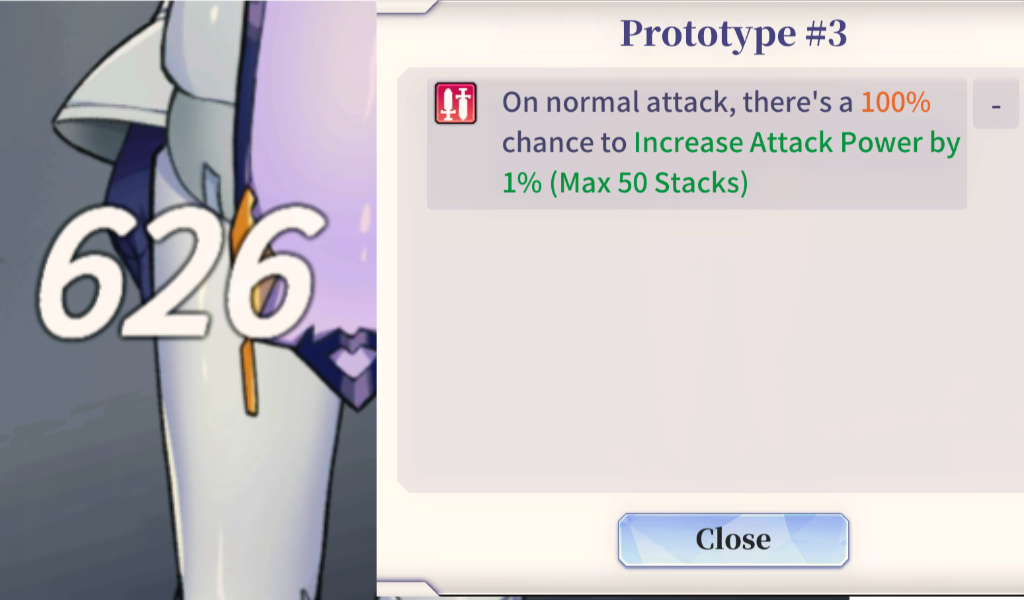 626
Prototype #3
On normal attack, there's a 100%
chance to Increase Attack Power by
1% (Max 50 Stacks)
-
Close